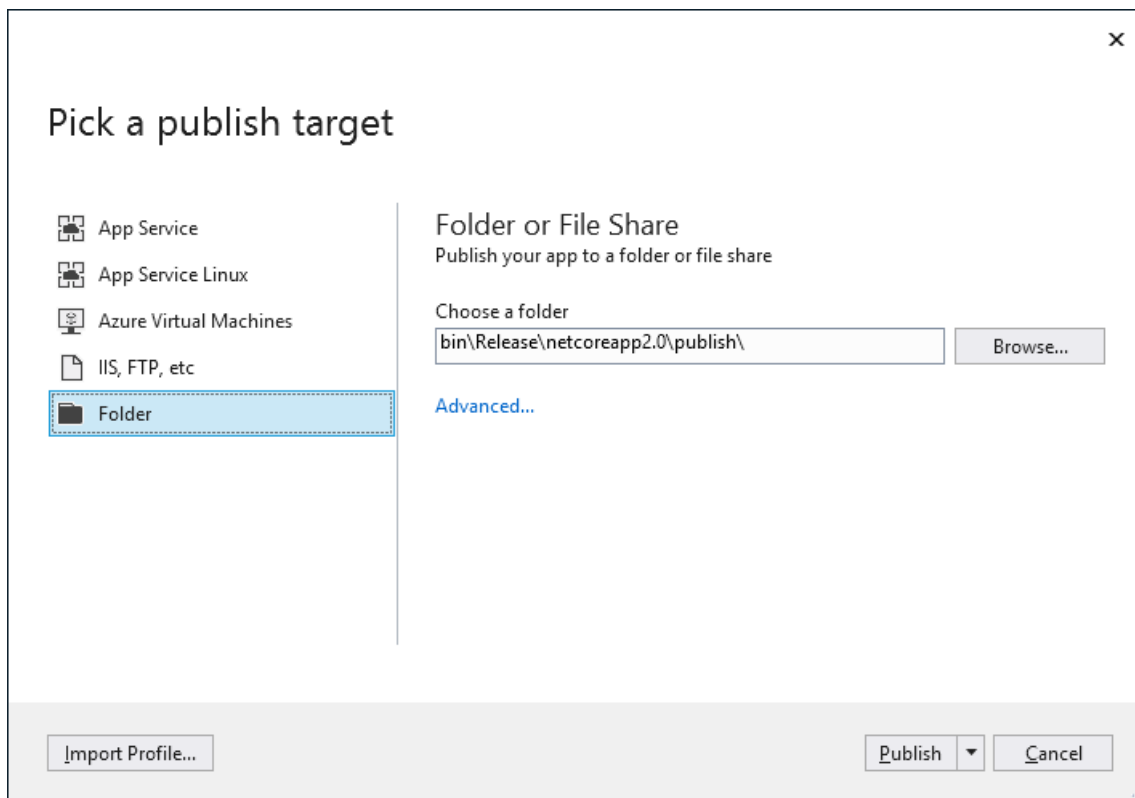 Pick a publish target
App Service
App Service Linux
Azure Virtual Machines
IIS, FTP, etc
Folder
Folder or File Share
Publish your app to a folder or file share
Choose a folder
bin\Release\netcoreapp2.0\publish\
Browse...
Advanced...
Import Profile...
Publish
Cancel